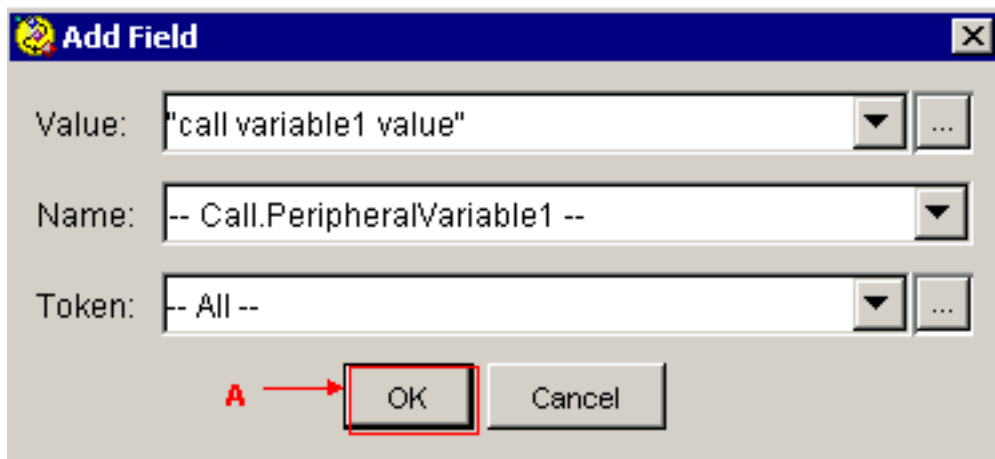 Add Field
Value: "call variable1 value" ...
Name: -- Call.PeripheralVariable1 --
Token: -- All -- ...
A OK Cancel